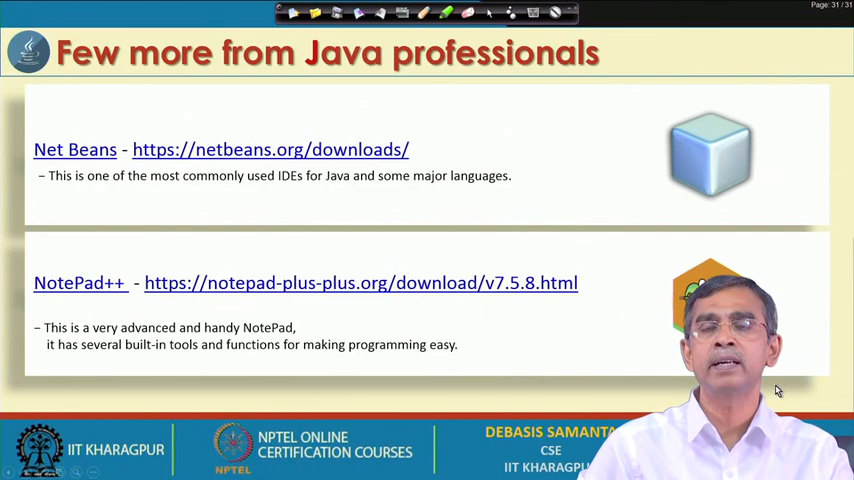 Page: 31 / 31
Few more from Java professionals
Net Beans - https://netbeans.org/downloads/
− This is one of the most commonly used IDEs for Java and some major languages.
NotePad++ - https://notepad-plus-plus.org/download/v7.5.8.html
− This is a very advanced and handy NotePad,
it has several built-in tools and functions for making programming easy.
IIT KHARAGPUR
NPTEL
NPTEL ONLINE
CERTIFICATION COURSES
DEBASIS SAMANTA
CSE
IIT KHARAGPUR